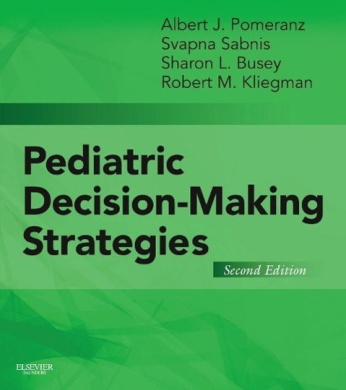 Albert J. Pomeranz
Svapna Sabnis
Sharon L. Busey
Robert M. Kliegman
Pediatric
Decision-Making
Strategies
Second Edition
ELSEVIER
SAUNDERS